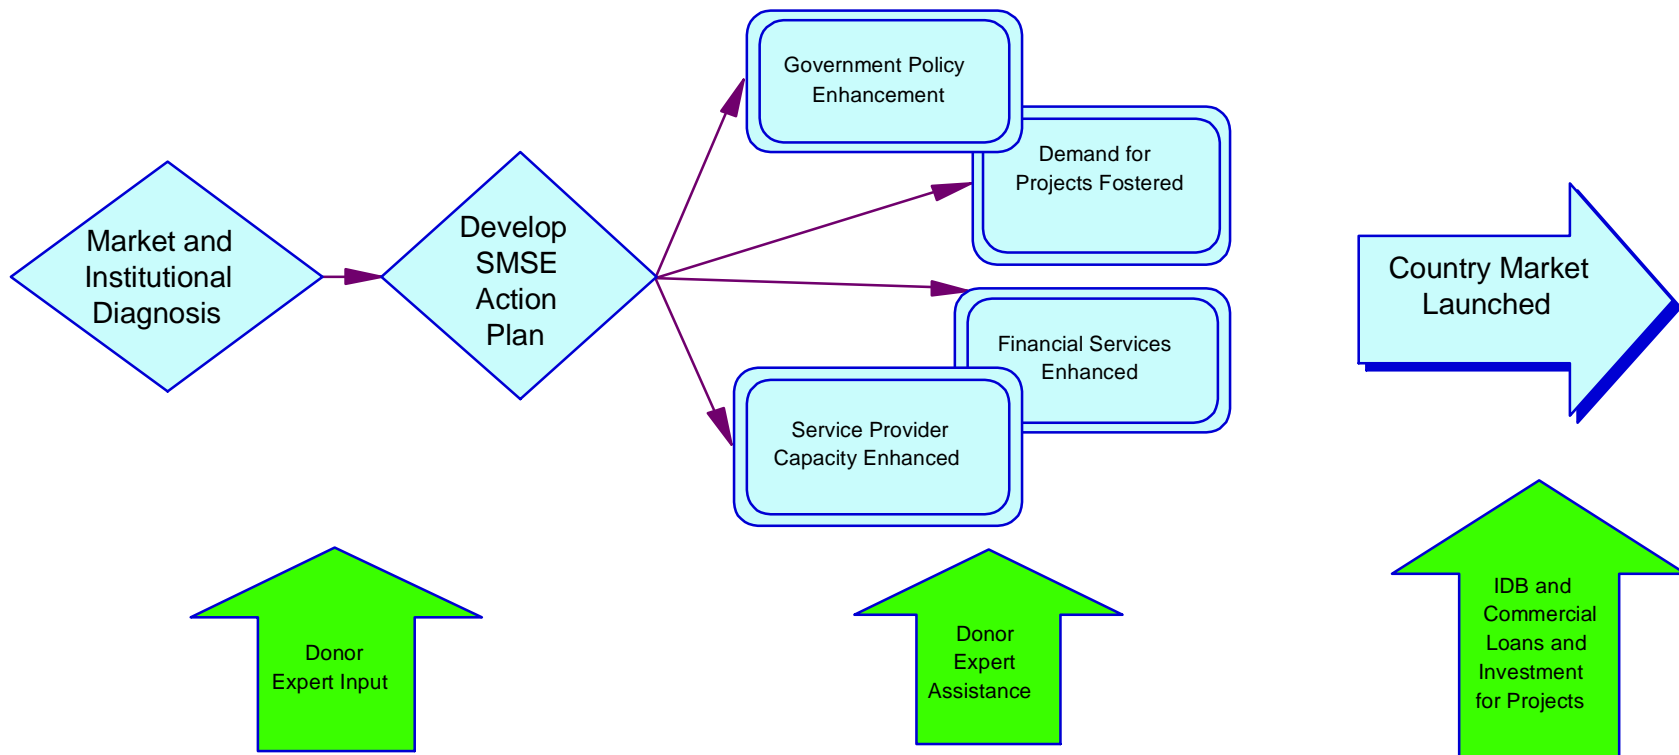 Market and
Institutional
Diagnosis
Develop
SMSE
Action
Plan
Government Policy
Enhancement
Demand for
Projects Fostered
Financial Services
Enhanced
Service Provider
Capacity Enhanced
Country Market
Launched
Donor
Expert Input
Donor
Expert
Assistance
IDB and
Commercial
Loans and
Investment
for Projects